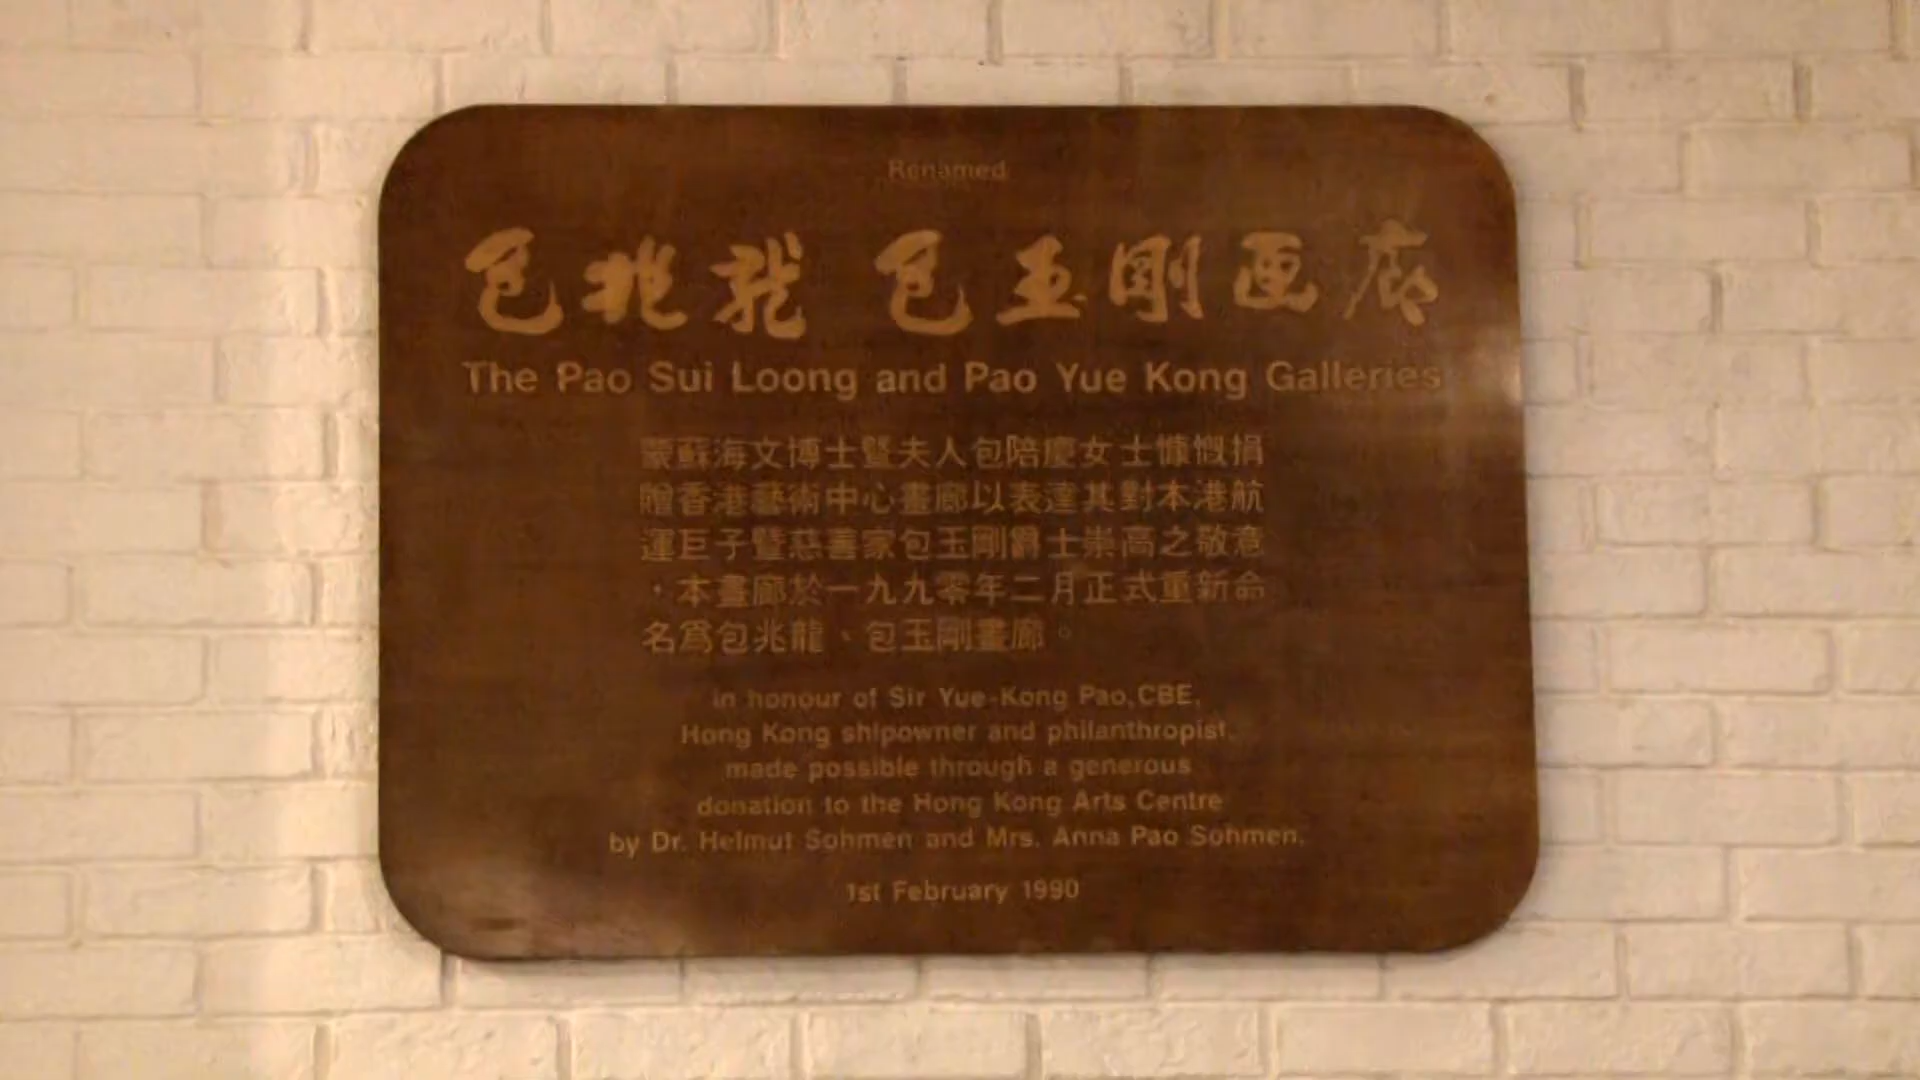 Renamed
包兆龍 包玉剛画廊
The Pao Sui Loong and Pao Yue Kong Galleries
蒙蘇海文博士暨夫人包陪慶女士慷慨捐
贈香港藝術中心畫廊以表達其對本港航
運巨子暨慈善家包玉剛爵士崇高之敬意
，本畫廊於一九九零年二月正式重新命
名為包兆龍、包玉剛畫廊。
in honour of Sir Yue-Kong Pao,CBE,
Hong Kong shipowner and philanthropist,
made possible through a generous
donation to the Hong Kong Arts Centre
by Dr. Helmut Sohmen and Mrs. Anna Pao Sohmen.
1st February 1990